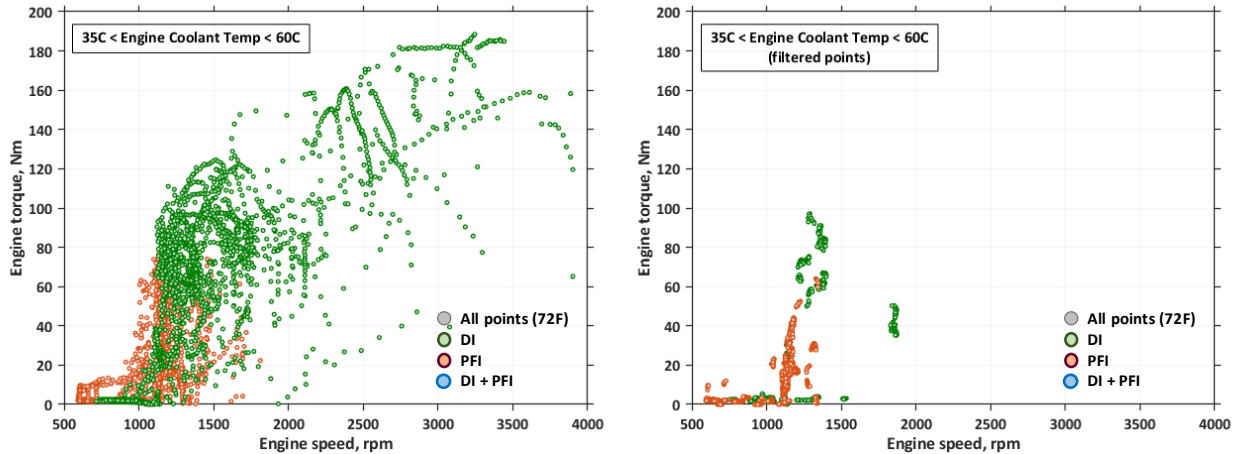 35C < Engine Coolant Temp < 60C
200
180
160
140
120
100
80
60
40
20
0
Engine torque, Nm
All points (72F)
DI
PFI
DI + PFI
500 1000 1500 2000 2500 3000 3500 4000
Engine speed, rpm
35C < Engine Coolant Temp < 60C
(filtered points)
200
180
160
140
120
100
80
60
40
20
0
Engine torque, Nm
All points (72F)
DI
PFI
DI + PFI
500 1000 1500 2000 2500 3000 3500 4000
Engine speed, rpm